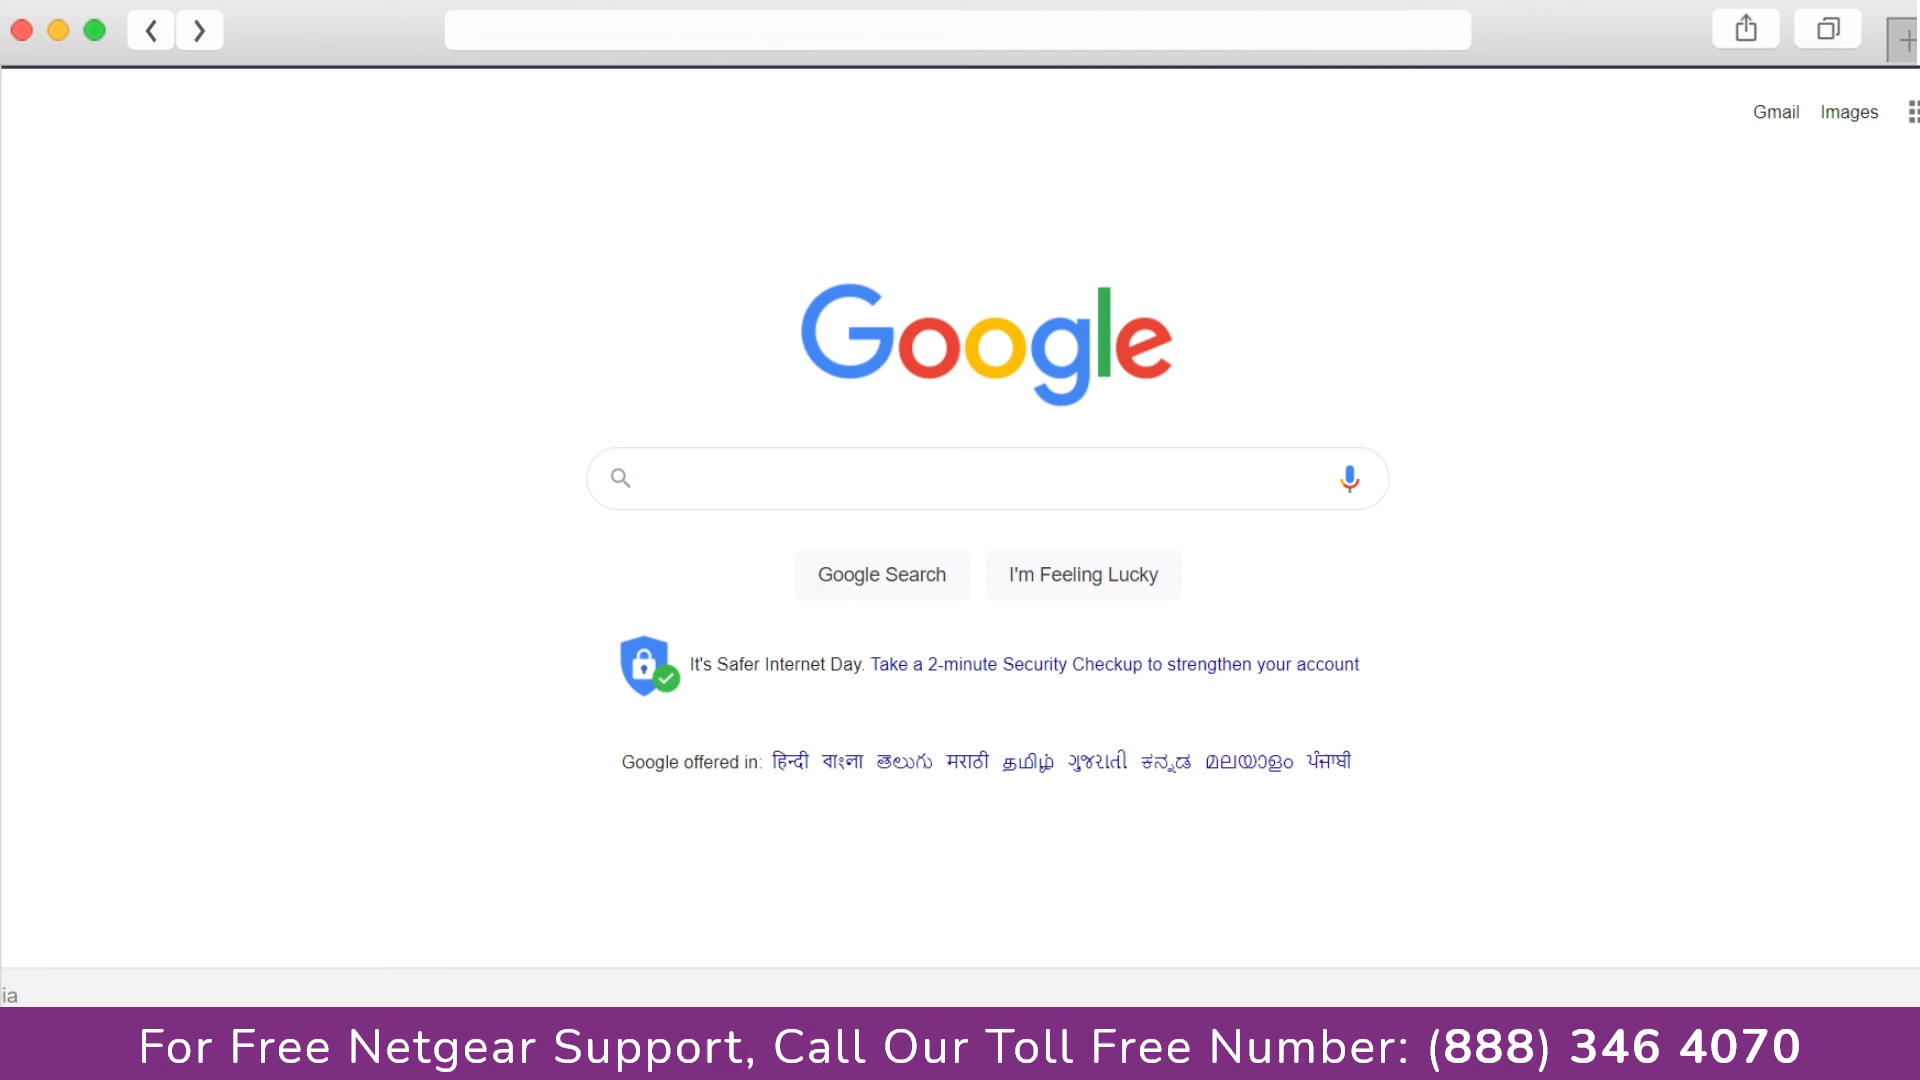 Gmail Images
Google
Google Search I'm Feeling Lucky
It's Safer Internet Day. Take a 2-minute Security Checkup to strengthen your account
Google offered in: हिन्दी বাংলা తెలుగు मराठी தமிழ் ગુજરાતી ಕನ್ನಡ മലയാളം ਪੰਜਾਬੀ
ia
For Free Netgear Support, Call Our Toll Free Number: (888) 346 4070